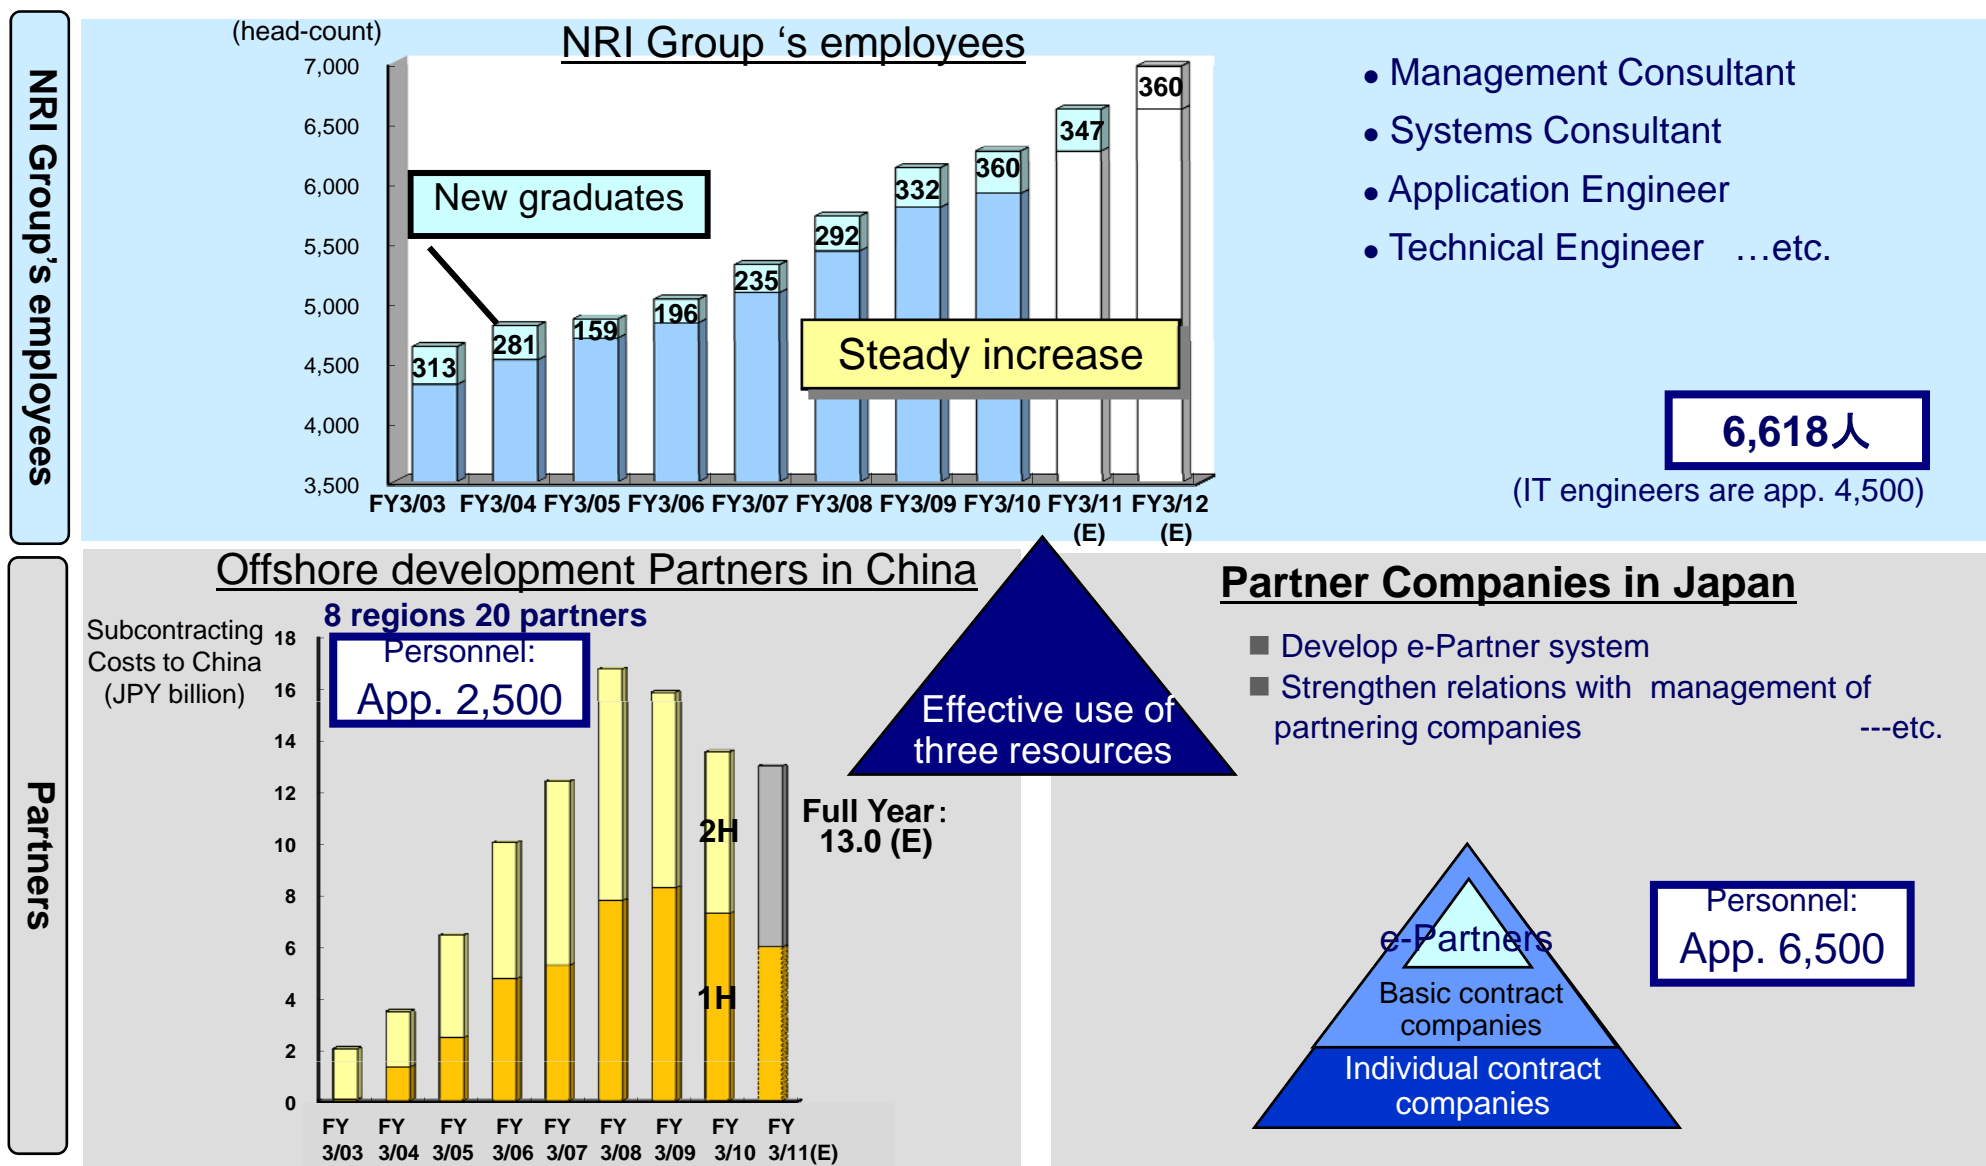 NRI Group's employees
(head-count)
NRI Group ‘s employees
7,000
6,500
6,000
5,500
5,000
4,500
4,000
3,500
New graduates
313
281
159
196
235
292
332
360
347
360
Steady increase
FY3/03 FY3/04 FY3/05 FY3/06 FY3/07 FY3/08 FY3/09 FY3/10 FY3/11 FY3/12
(E) (E)
● Management Consultant
● Systems Consultant
● Application Engineer
● Technical Engineer …etc.
6,618人
(IT engineers are app. 4,500)
Partners
Offshore development Partners in China
8 regions 20 partners
Subcontracting
Costs to China
(JPY billion)
Personnel:
App. 2,500
18
16
14
12
10
8
6
4
2
0
2H
1H
Full Year:
13.0 (E)
FY FY FY FY FY FY FY FY FY
3/03 3/04 3/05 3/06 3/07 3/08 3/09 3/10 3/11(E)
Effective use of
three resources
Partner Companies in Japan
■ Develop e-Partner system
■ Strengthen relations with management of
partnering companies ---etc.
e-Partners
Basic contract
companies
Individual contract
companies
Personnel:
App. 6,500